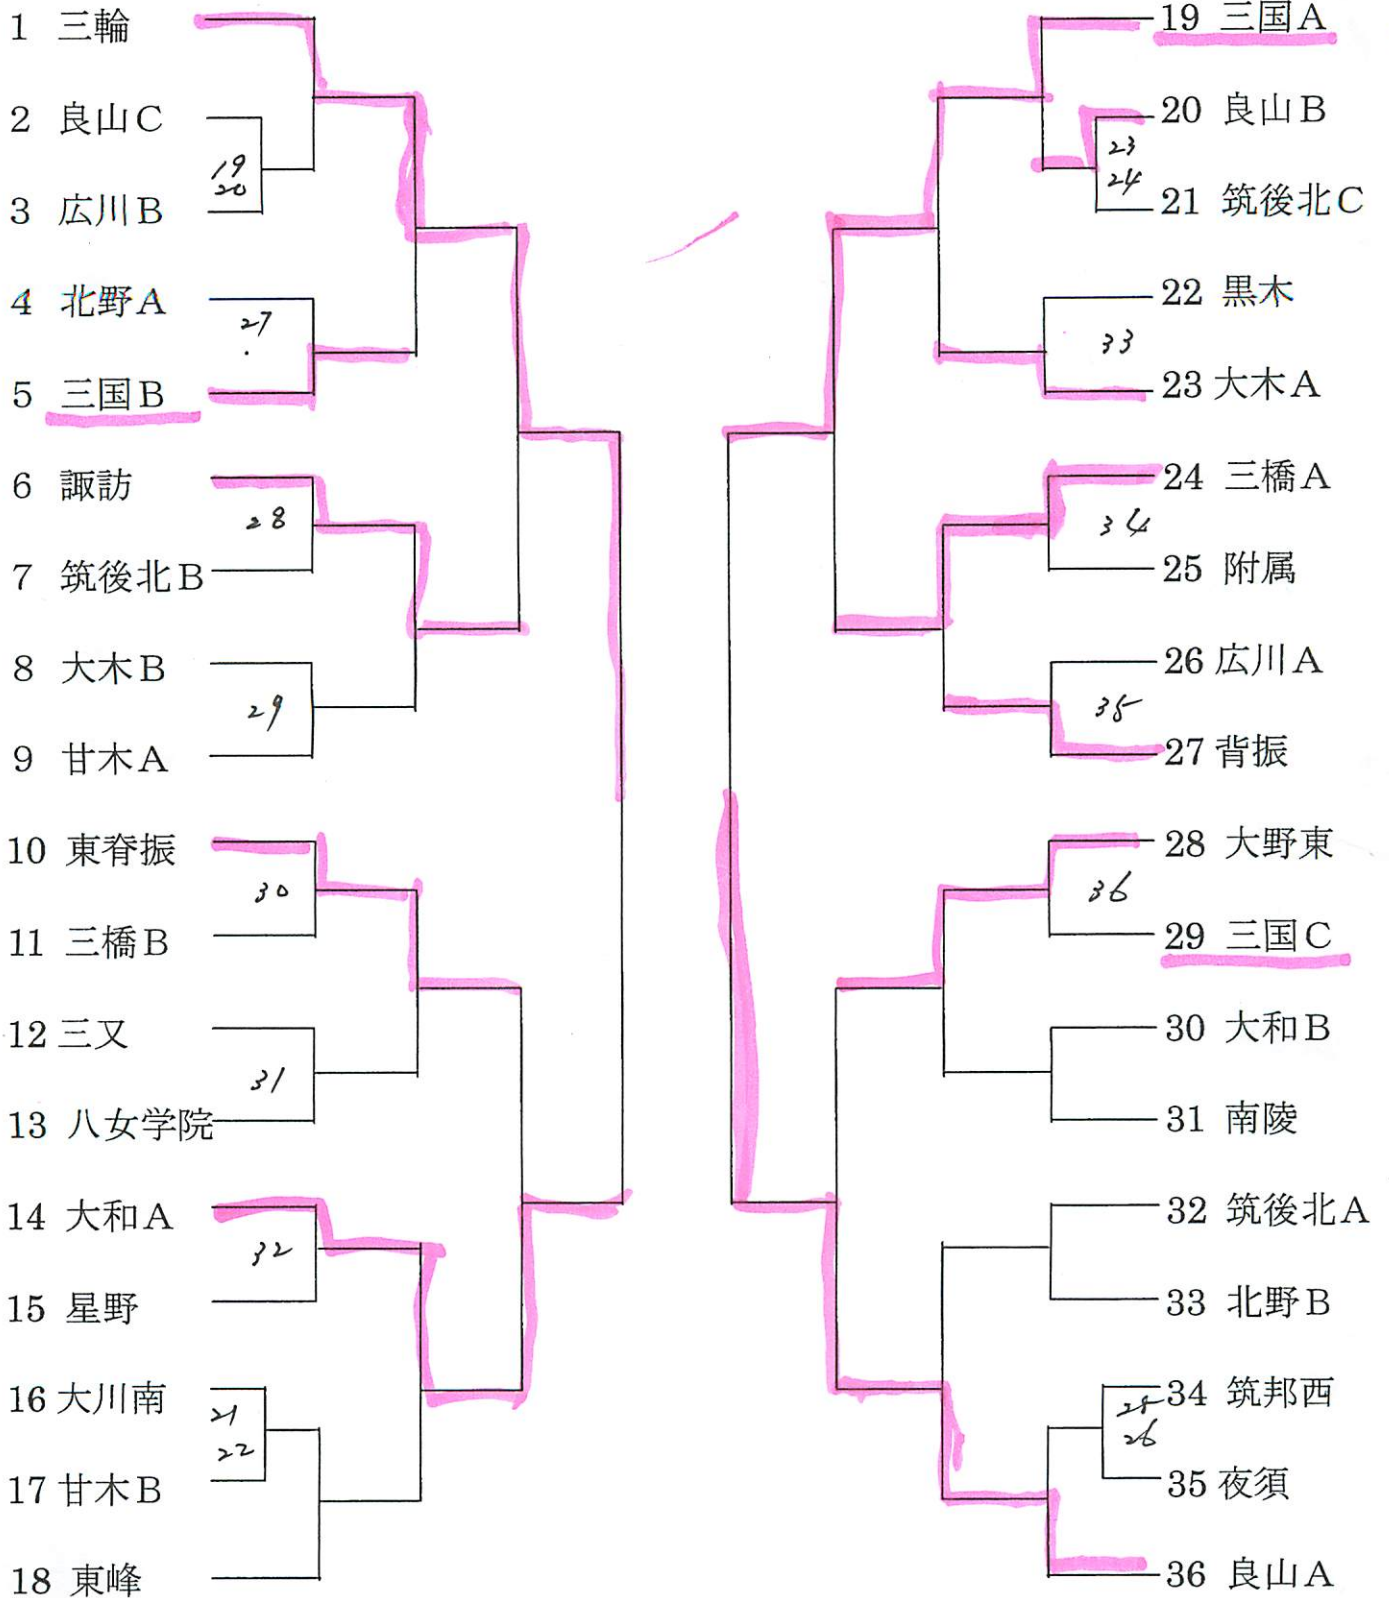 1 三輪
2 良山C
19
20
3 広川B
4 北野A
27
5 三国B
6 諏訪
28
7 筑後北B
8 大木B
29
9 甘木A
10 東脊振
30
11 三橋B
12 三又
31
13 八女学院
14 大和A
32
15 星野
16 大川南
21
22
17 甘木B
18 東峰
19 三国A
20 良山B
23
24
21 筑後北C
22 黒木
33
23 大木A
24 三橋A
34
25 附属
26 広川A
35
27 背振
28 大野東
36
29 三国C
30 大和B
31 南陵
32 筑後北A
33 北野B
34 筑邦西
25
26
35 夜須
36 良山A